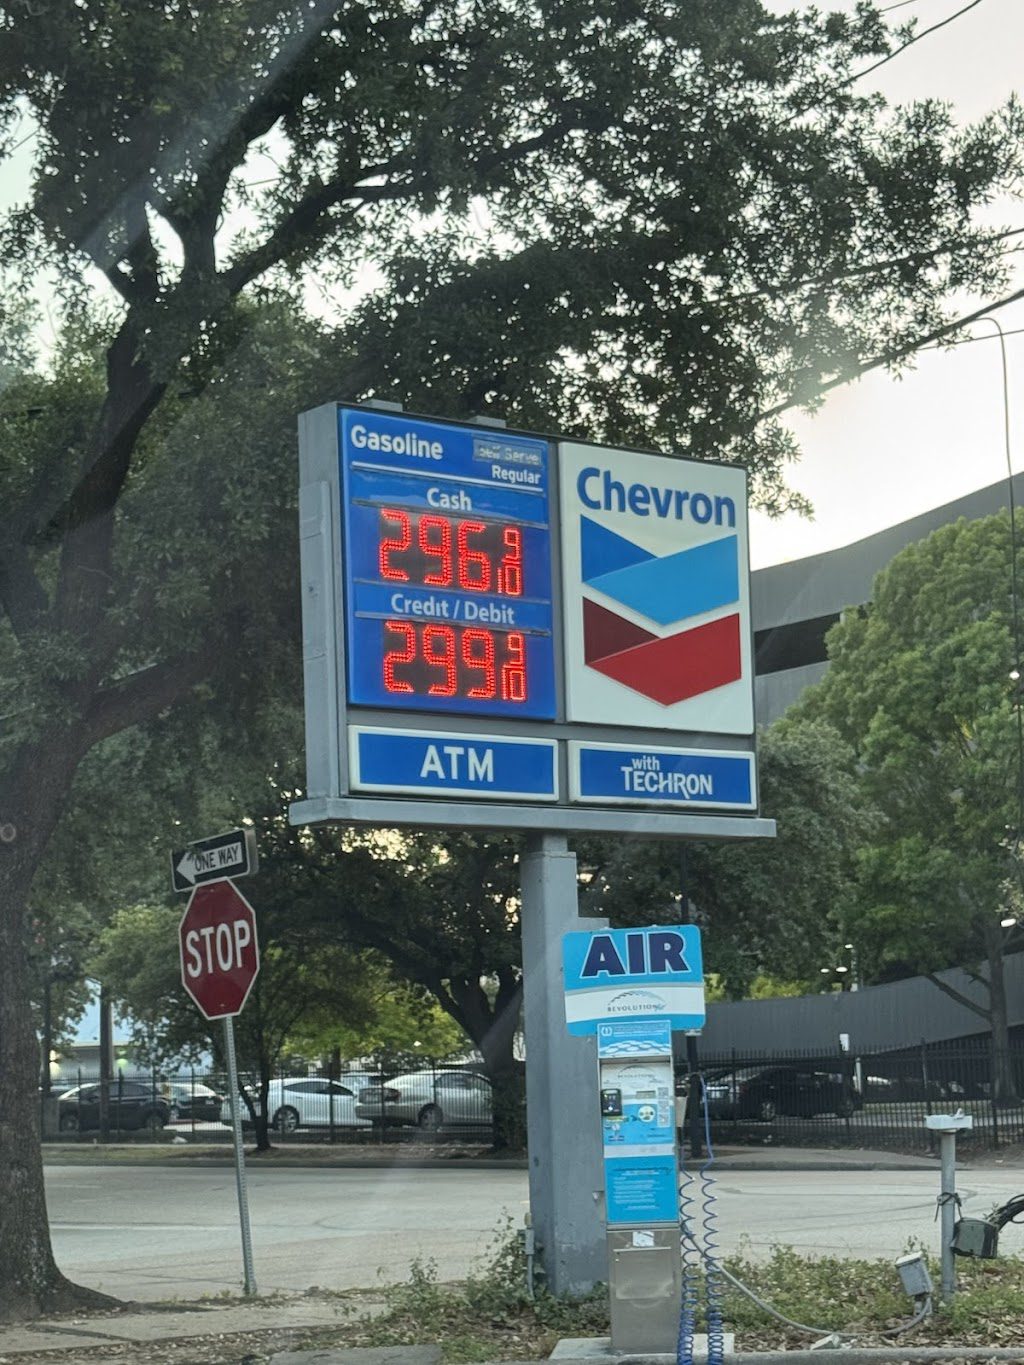 Gasoline
Self Serve
Regular
Cash
296 9/10
Credit / Debit
299 9/10
Chevron
ATM
with
TECHRON
ONE WAY
STOP
AIR
REVOLUTION